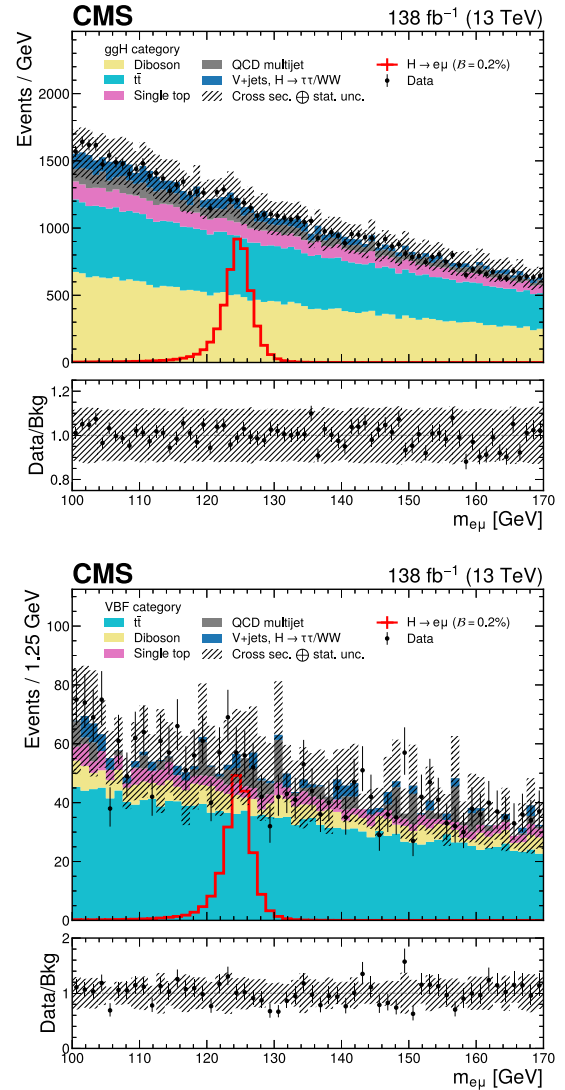 CMS 138 fb⁻¹ (13 TeV)
ggH category
Diboson QCD multijet H → eμ (ℬ = 0.2%)
tt̄ V+jets, H → ττ/WW Data
Single top Cross sec. ⊕ stat. unc.
Events / GeV
2000
1500
1000
500
0
Data/Bkg
1.2
1.0
0.8
100 110 120 130 140 150 160 170
m_eμ [GeV]
CMS 138 fb⁻¹ (13 TeV)
VBF category
tt̄ QCD multijet H → eμ (ℬ = 0.2%)
Diboson V+jets, H → ττ/WW Data
Single top Cross sec. ⊕ stat. unc.
Events / 1.25 GeV
100
80
60
40
20
0
Data/Bkg
2
1
0
100 110 120 130 140 150 160 170
m_eμ [GeV]